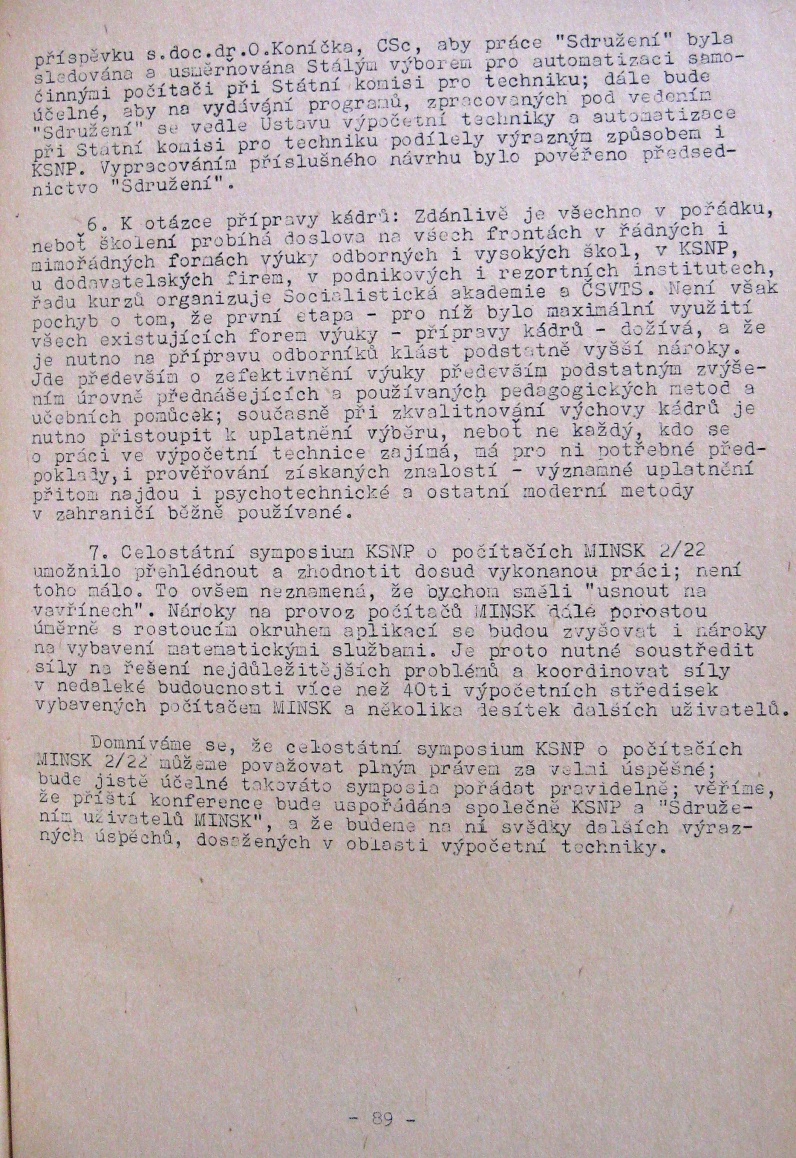 příspěvku s.doc.dr.O.Koníčka, CSc, aby práce "Sdružení" byla
sledována a usměrňována Stálým výborem pro automatizaci samo-
činnými počítači při Státní komisi pro techniku; dále bude
účelné, aby na vydávání programů, zpracovaných pod vedením
"Sdružení" se vedle Ústavu výpočetní techniky a automatizace
při Státní komisi pro techniku podílely výrazným způsobem i
KSNP. Vypracováním příslušného návrhu bylo pověřeno předsed-
nictvo "Sdružení".
6. K otázce přípravy kádrů: Zdánlivě je všechno v pořádku,
neboť školení probíhá doslova na všech frontách v řádných i
mimořádných formách výuky odborných i vysokých škol, v KSNP,
u dodavatelských firem, v podnikových i rezortních institutech,
řadu kurzů organizuje Socialistická akademie a ČSVTS. Není však
pochyb o tom, že první etapa - pro níž bylo maximální využití
všech existujících forem výuky - přípravy kádrů - dožívá, a že
je nutno na přípravu odborníků klást podstatně vyšší nároky.
Jde především o zefektivnění výuky především podstatným zvýše-
ním úrovně přednášejících a používaných pedagogických metod a
učebních pomůcek; současně při zkvalitňování výchovy kádrů je
nutno přistoupit k uplatnění výběru, neboť ne každý, kdo se
o práci ve výpočetní technice zajímá, má pro ni potřebné před-
poklady,i prověřování získaných znalostí - významné uplatnění
přitom najdou i psychotechnické a ostatní moderní metody
v zahraničí běžně používané.
7. Celostátní symposium KSNP o počítačích MINSK 2/22
umožnilo přehlédnout a zhodnotit dosud vykonanou práci; není
toho málo. To ovšem neznamená, že bychom směli "usnout na
vavřínech". Nároky na provoz počítačů MINSK dále porostou
úměrně s rostoucím okruhem aplikací se budou zvyšovat i nároky
na vybavení matematickými službami. Je proto nutné soustředit
síly na řešení nejdůležitějších problémů a koordinovat síly
v nedaleké budoucnosti více než 40ti výpočetních středisek
vybavených počítačem MINSK a několika desítek dalších uživatelů.
Domníváme se, že celostátní symposium KSNP o počítačích
MINSK 2/22 můžeme považovat plným právem za velmi úspěšné;
bude jistě účelné takováto symposia pořádat pravidelně; věříme,
že příští konference bude uspořádána společně KSNP a "Sdruže-
ním uživatelů MINSK", a že budeme na ní svědky dalších výraz-
ných úspěchů, dosažených v oblasti výpočetní techniky.
- 89 -